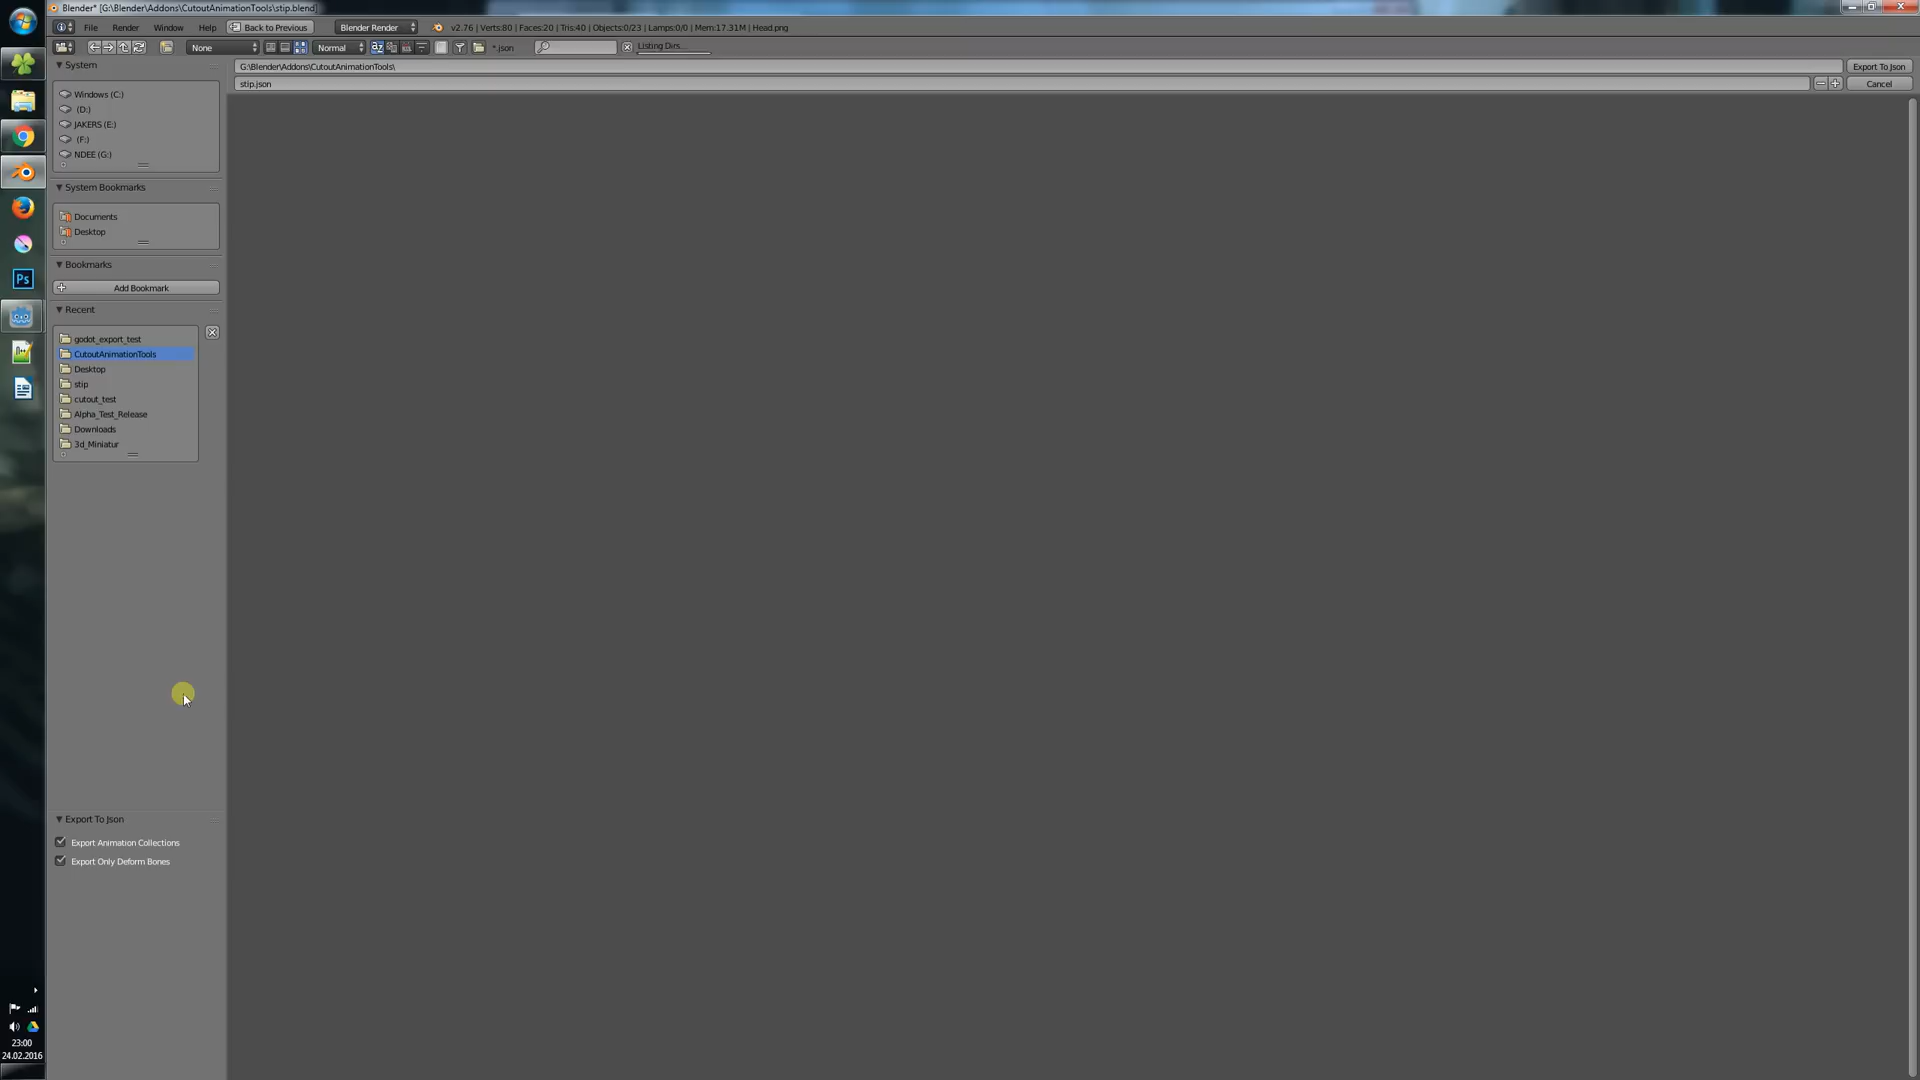 Blender* [G:\Blender\Addons\CutoutAnimationTools\stip.blend]
File Render Window Help Back to Previous Blender Render v2.76 | Verts:80 | Faces:20 | Tris:40 | Objects:0/23 | Lamps:0/0 | Mem:17.31M | Head.png
None Normal *.json Listing Dirs...
System
G:\Blender\Addons\CutoutAnimationTools\ Export To Json
stip.json Cancel
Windows (C:)
(D:)
JAKERS (E:)
(F:)
NDEE (G:)
System Bookmarks
Documents
Desktop
Bookmarks
Add Bookmark
Recent
godot_export_test
CutoutAnimationTools
Desktop
stip
cutout_test
Alpha_Test_Release
Downloads
3d_Miniatur
Export To Json
Export Animation Collections
Export Only Deform Bones
Ps
23:00
24.02.2016